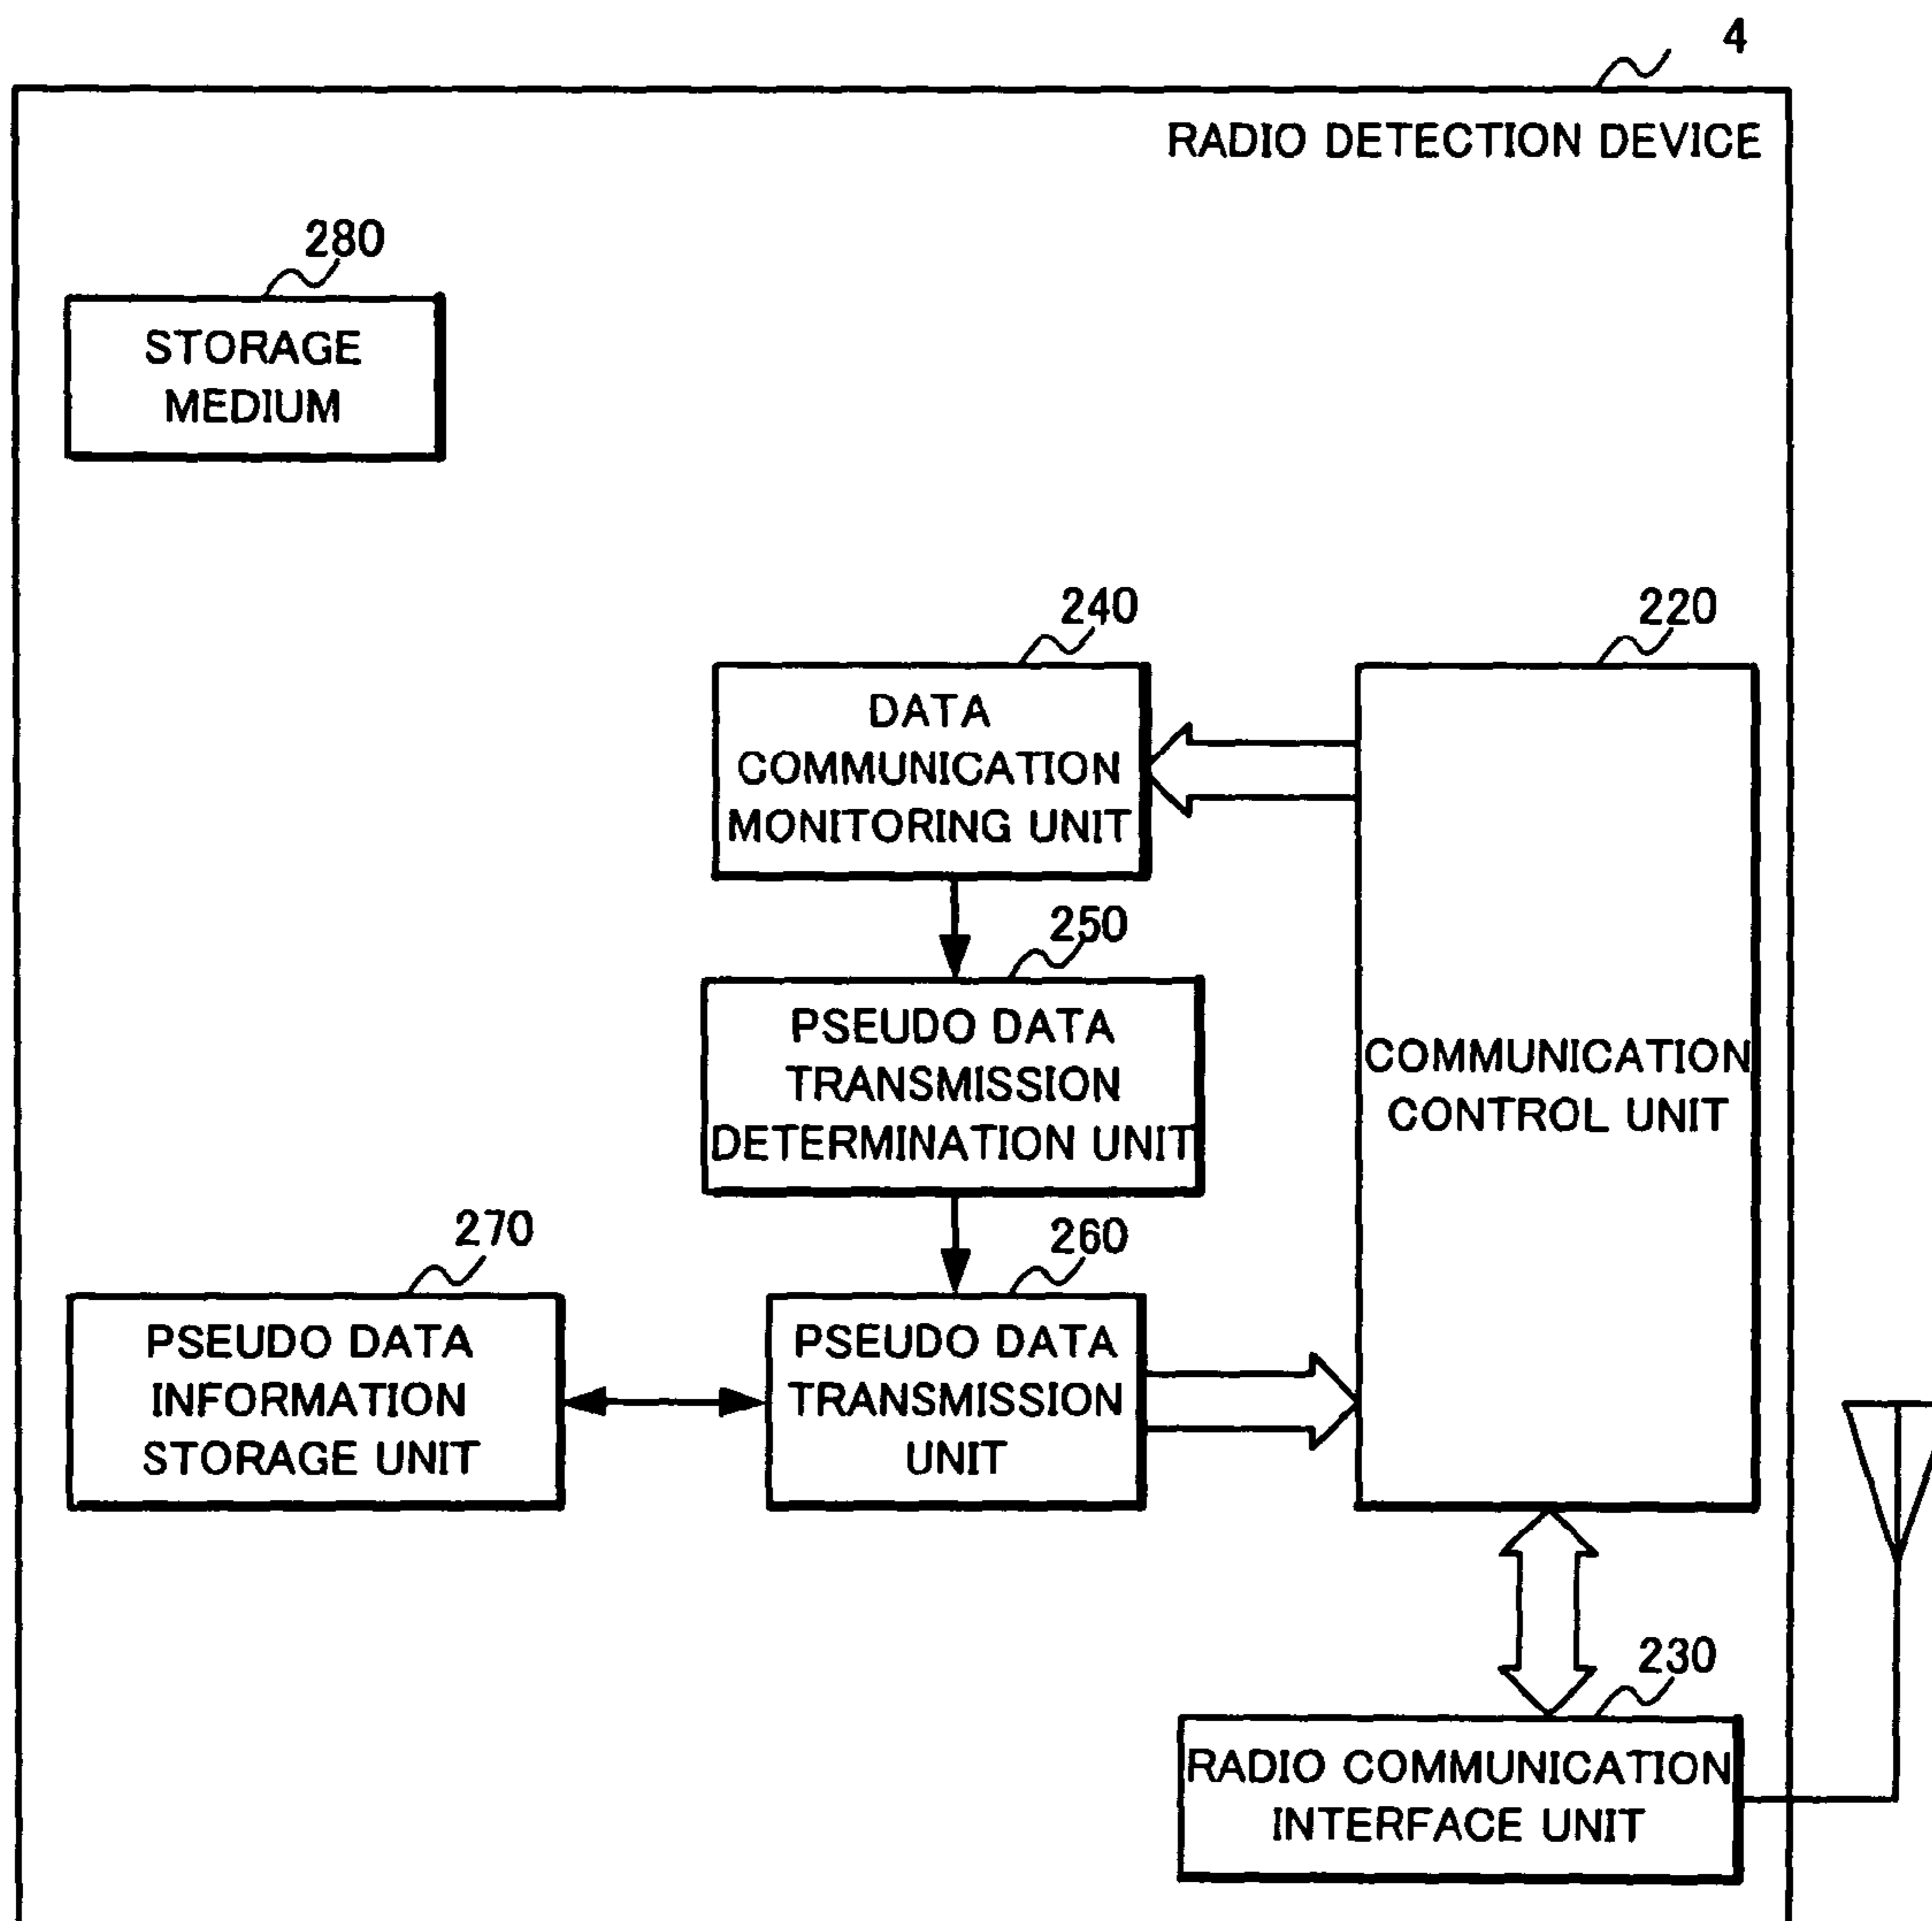 4
RADIO DETECTION DEVICE
280
STORAGE
MEDIUM
240
DATA
COMMUNICATION
MONITORING UNIT
220
COMMUNICATION
CONTROL UNIT
250
PSEUDO DATA
TRANSMISSION
DETERMINATION UNIT
270
PSEUDO DATA
INFORMATION
STORAGE UNIT
260
PSEUDO DATA
TRANSMISSION
UNIT
230
RADIO COMMUNICATION
INTERFACE UNIT